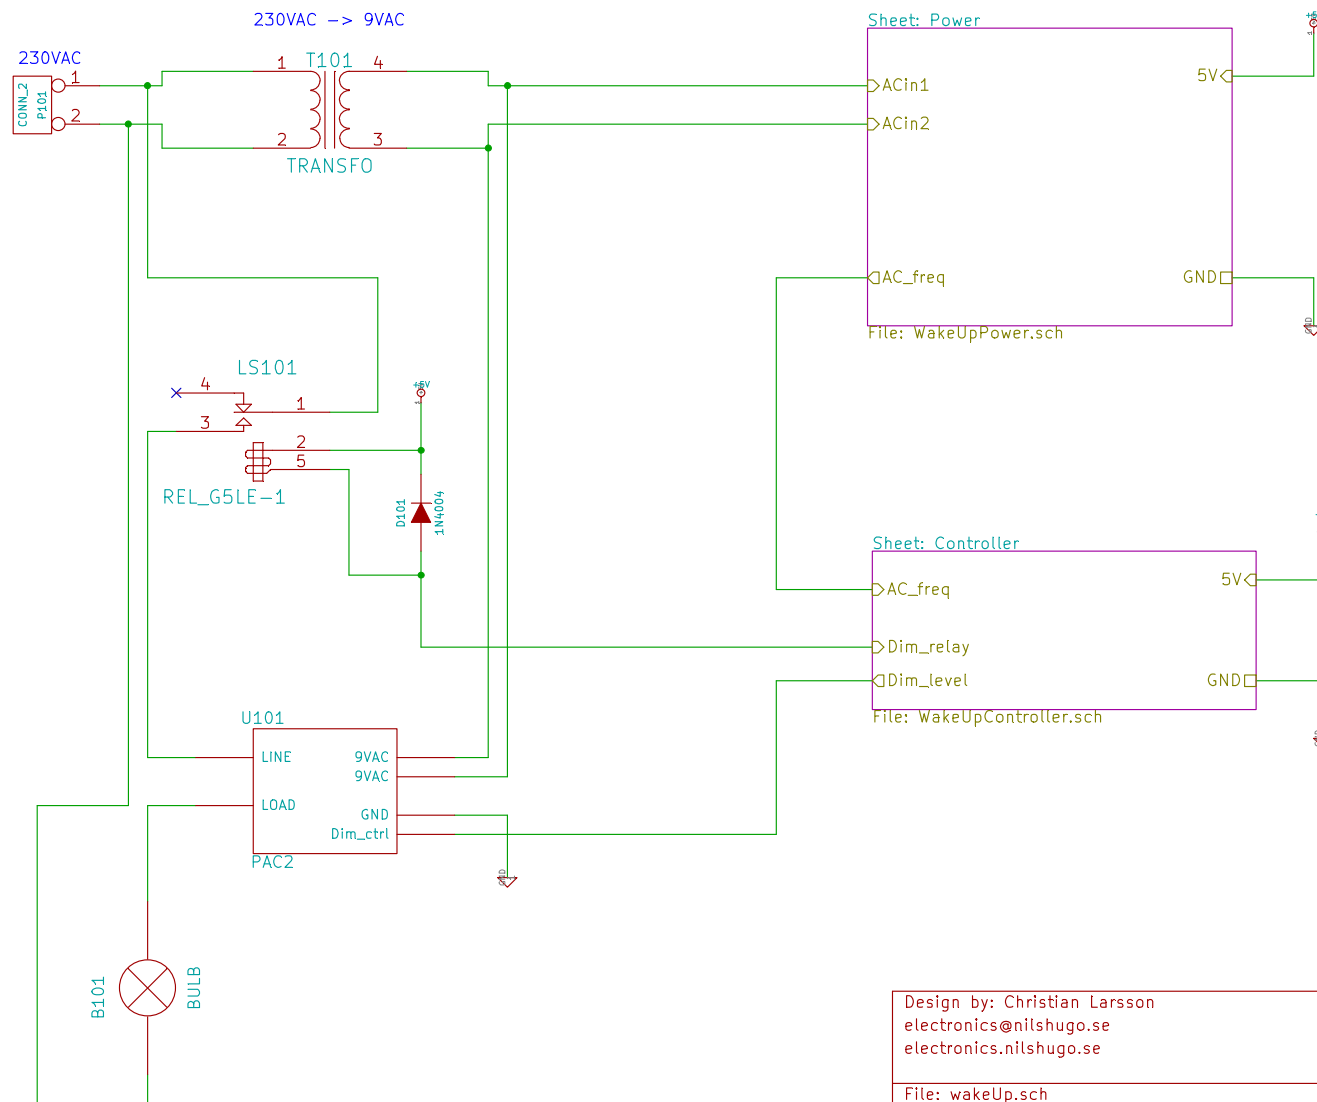 230VAC -> 9VAC
Sheet: Power
230VAC
1
CONN_2
P101
2
1
T101
4
2
3
TRANSFO
ACin1
ACin2
5V
AC_freq
GND
GND
File: WakeUpPower.sch
LS101
4
1
3
2
5
REL_G5LE-1
+5V
1
D101
1N4004
Sheet: Controller
AC_freq
5V
Dim_relay
Dim_level
GND
File: WakeUpController.sch
U101
LINE
9VAC
9VAC
LOAD
GND
Dim_ctrl
PAC2
GND
B101
BULB
Design by: Christian Larsson
electronics@nilshugo.se
electronics.nilshugo.se
File: wakeUp.sch